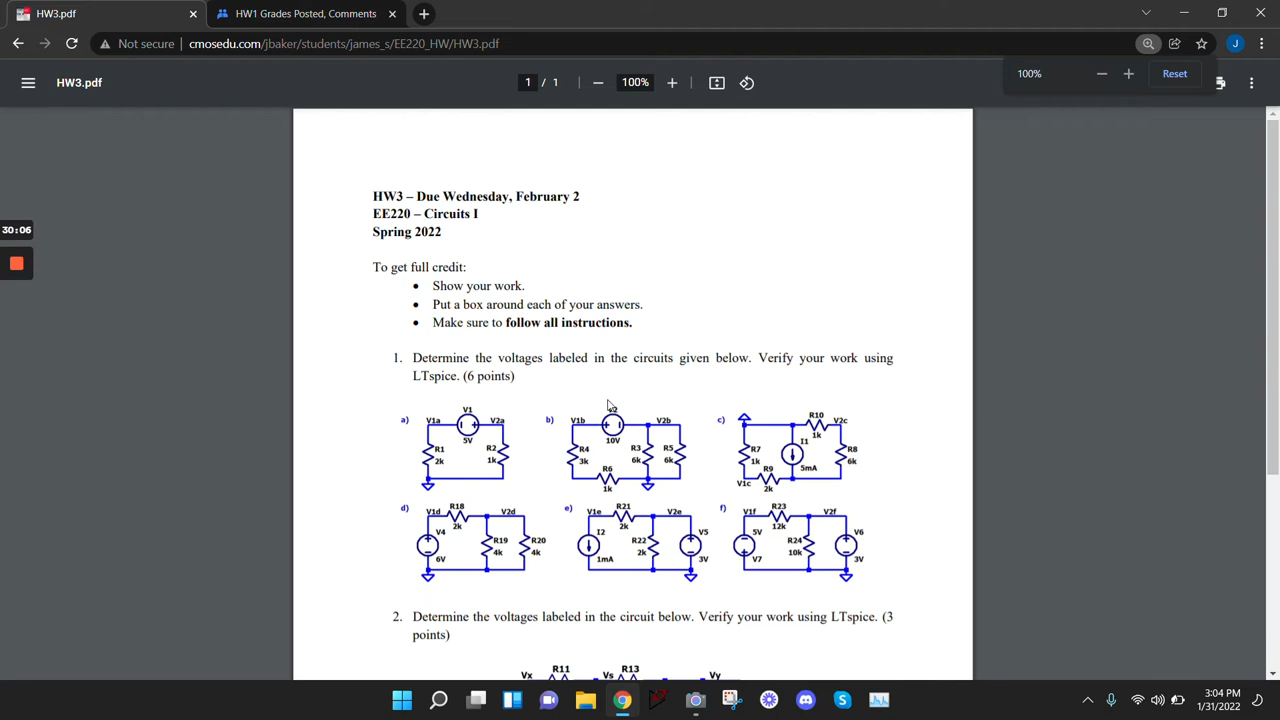 HW3.pdf
HW1 Grades Posted, Comments
Not secure
cmosedu.com/jbaker/students/james_s/EE220_HW/HW3.pdf
J
HW3.pdf
1 / 1
100%
100%
Reset
30:06
HW3 – Due Wednesday, February 2
EE220 – Circuits I
Spring 2022
To get full credit:
• Show your work.
• Put a box around each of your answers.
• Make sure to follow all instructions.
1. Determine the voltages labeled in the circuits given below. Verify your work using
LTspice. (6 points)
a) V1a V1 V2a
5V
R1 R2
2k 1k
b) V1b V2b
10V
R4 R3 R5
3k 6k 6k
R6
1k
c) R10 V2c
1k
R7 I1 R8
1k 5mA 6k
R9
V1c 2k
d) V1d R18 V2d
2k
V4 R19 R20
6V 4k 4k
e) V1e R21 V2e
2k
I2 R22 V5
1mA 2k 3V
f) V1f R23 V2f
12k
5V R24 V6
V7 10k 3V
2. Determine the voltages labeled in the circuit below. Verify your work using LTspice. (3
points)
Vx R11 Vs R13 Vy
3:04 PM
1/31/2022